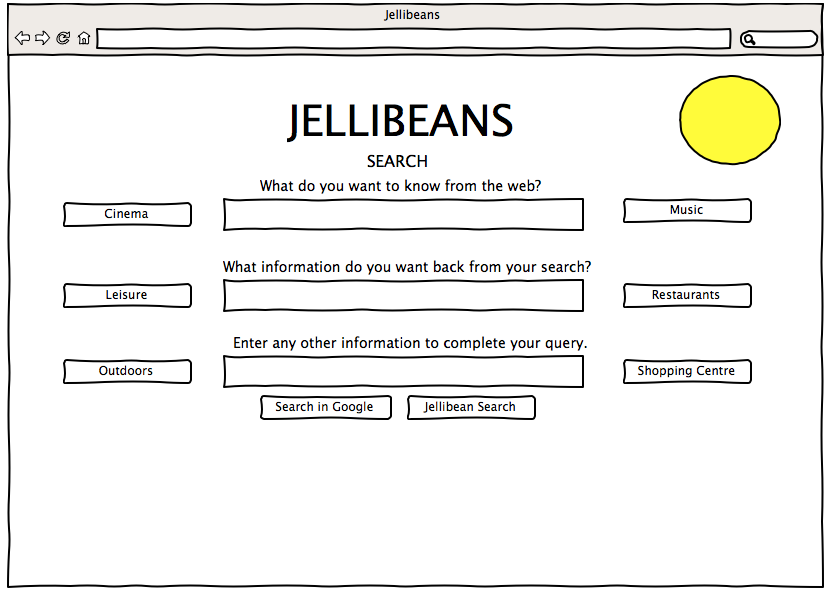 Jellibeans
JELLIBEANS
SEARCH
What do you want to know from the web?
Cinema
Music
What information do you want back from your search?
Leisure
Restaurants
Enter any other information to complete your query.
Outdoors
Shopping Centre
Search in Google
Jellibean Search